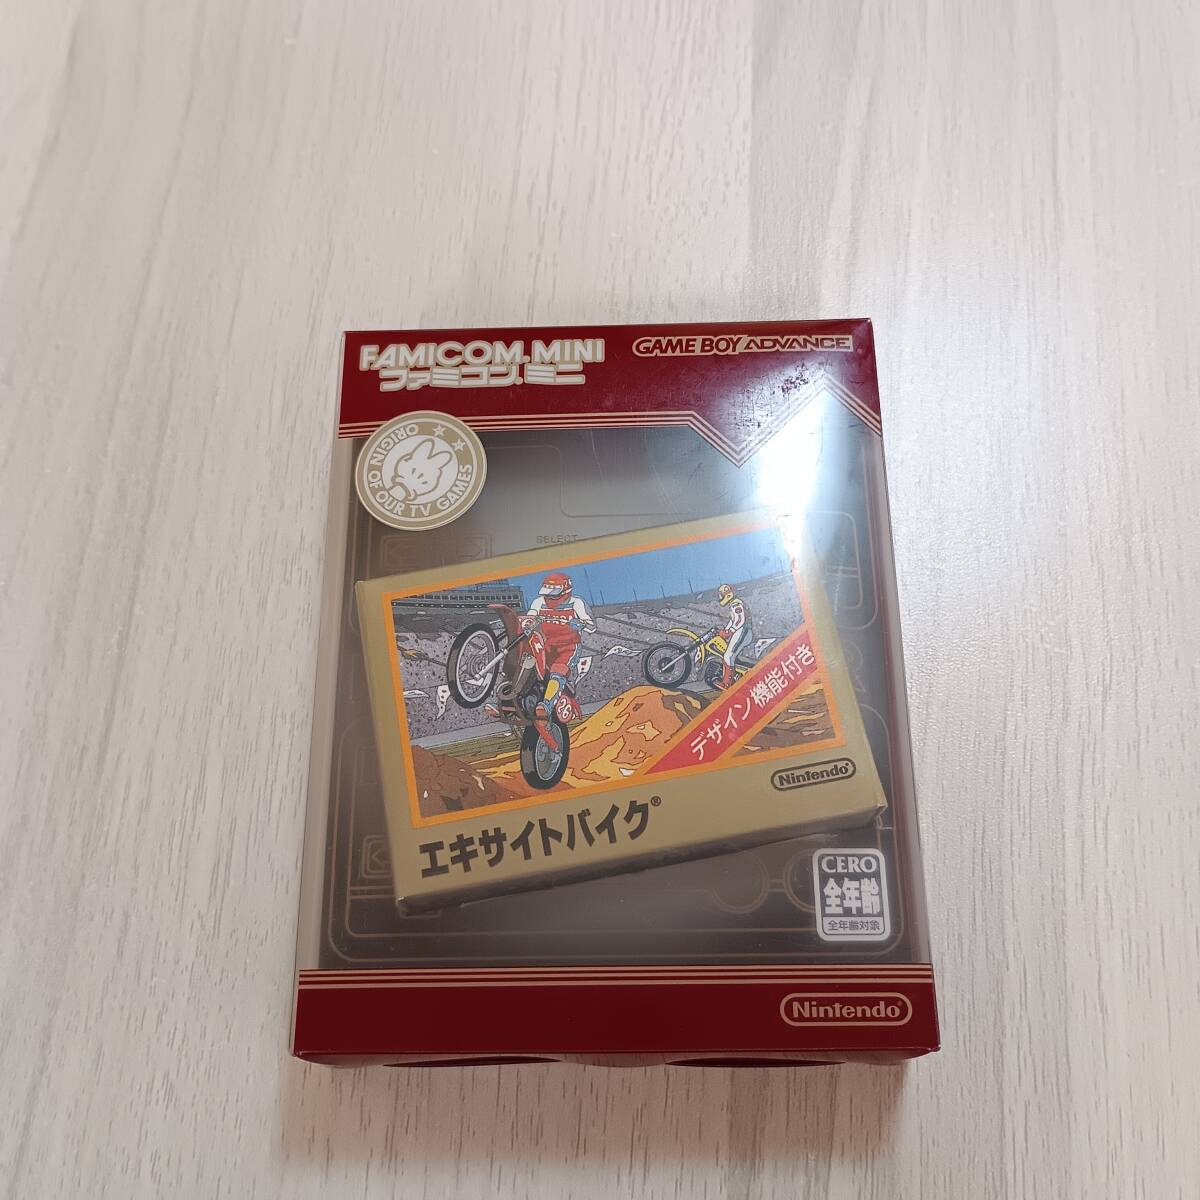 FAMICOM MINI
ファミコン ミニ
GAME BOY ADVANCE
ORIGIN OF OUR TV GAMES
SELECT
26
デザイン機能付き
Nintendo
エキサイトバイク®
CERO
全年齢
全年齢対象
Nintendo®